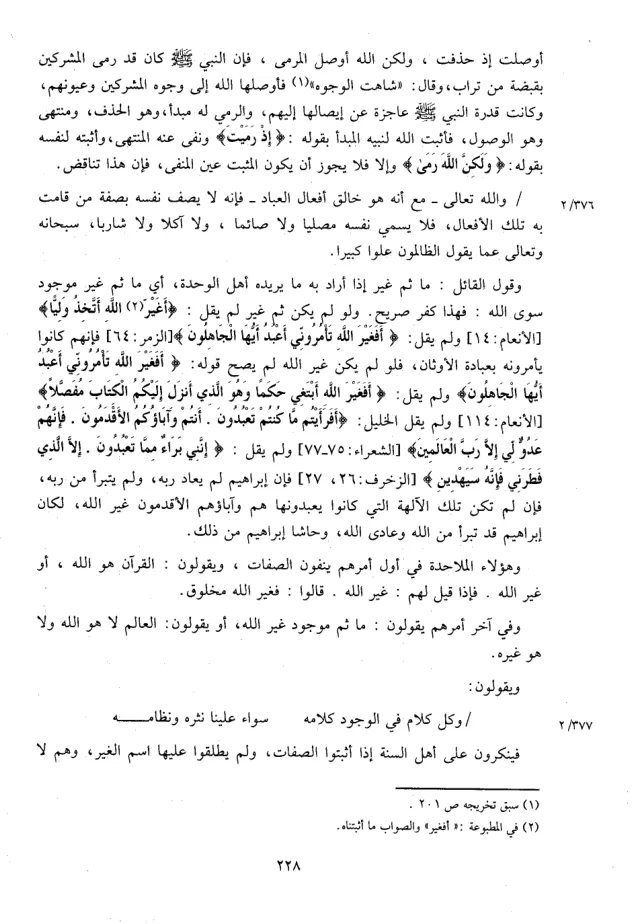 أوصلت إذ حذفت ، ولكن الله أوصل المرمى ، فإن النبي ﷺ كان قد رمى المشركين
بقبضة من تراب،وقال: «شاهت الوجوه»(١) فأوصلها الله إلى وجوه المشركين وعيونهم،
وكانت قدرة النبي ﷺ عاجزة عن إيصالها إليهم، والرمي له مبدأ،وهو الحذف، ومنتهى
وهو الوصول، فأثبت الله لنبيه المبدأ بقوله :﴿ إِذْ رَمَيْتَ﴾ ونفى عنه المنتهى،وأثبته لنفسه
بقوله:﴿ وَلَكِنَّ اللَّهَ رَمَىٰ ﴾ وإلا فلا يجوز أن يكون المثبت عين المنفى، فإن هذا تناقض.
٢/٣٧٦ / والله تعالى ـ مع أنه هو خالق أفعال العباد ـ فإنه لا يصف نفسه بصفة من قامت
به تلك الأفعال، فلا يسمي نفسه مصليا ولا صائما ، ولا آكلا ولا شاربا، سبحانه
وتعالى عما يقول الظالمون علوا كبيرا.
وقول القائل : ما ثم غير إذا أراد به ما يريده أهل الوحدة، أي ما ثم غير موجود
سوى الله : فهذا كفر صريح. ولو لم يكن ثم غير لم يقل : ﴿أَغَيْرَ(٢) اللَّهِ أَتَّخِذُ وَلِيًّا﴾
[الأنعام:١٤] ولم يقل: ﴿ أَفَغَيْرَ اللَّهِ تَأْمُرُونِّي أَعْبُدُ أَيُّهَا الْجَاهِلُونَ ﴾[الزمر:٦٤] فإنهم كانوا
يأمرونه بعبادة الأوثان، فلو لم يكن غير الله لم يصح قوله: ﴿ أَفَغَيْرَ اللَّهِ تَأْمُرُونِّي أَعْبُدُ
أَيُّهَا الْجَاهِلُونَ﴾ ولم يقل: ﴿ أَفَغَيْرَ اللَّهِ أَبْتَغِي حَكَمًا وَهُوَ الَّذِي أَنزَلَ إِلَيْكُمُ الْكِتَابَ مُفَصَّلاً﴾
[الأنعام:١١٤] ولم يقل الخليل: ﴿أَفَرَأَيْتُم مَّا كُنتُمْ تَعْبُدُونَ . أَنتُمْ وَآبَاؤُكُمُ الأَقْدَمُونَ . فَإِنَّهُمْ
عَدُوٌّ لِّي إِلاَّ رَبَّ الْعَالَمِينَ﴾ [الشعراء:٧٥-٧٧] ولم يقل : ﴿ إِنَّنِي بَرَاءٌ مِّمَّا تَعْبُدُونَ . إِلاَّ الَّذِي
فَطَرَنِي فَإِنَّهُ سَيَهْدِينِ ﴾ [الزخرف:٢٦، ٢٧] فإن إبراهيم لم يعاد ربه، ولم يتبرأ من ربه،
فإن لم تكن تلك الآلهة التي كانوا يعبدونها هم وآباؤهم الأقدمون غير الله، لكان
إبراهيم قد تبرأ من الله وعادى الله، وحاشا إبراهيم من ذلك.
وهؤلاء الملاحدة في أول أمرهم ينفون الصفات ، ويقولون : القرآن هو الله ، أو
غير الله . فإذا قيل لهم : غير الله . قالوا : فغير الله مخلوق.
وفي آخر أمرهم يقولون : ما ثم موجود غير الله، أو يقولون: العالم لا هو الله ولا
هو غيره.
ويقولون:
٢/٣٧٧ / وكل كلام في الوجود كلامه سواء علينا نثره ونظامـــــه
فينكرون على أهل السنة إذا أثبتوا الصفات، ولم يطلقوا عليها اسم الغير، وهم لا
(١) سبق تخريجه ص ٢٠١ .
(٢) في المطبوعة :« أفغير» والصواب ما أثبتناه.
٢٢٨